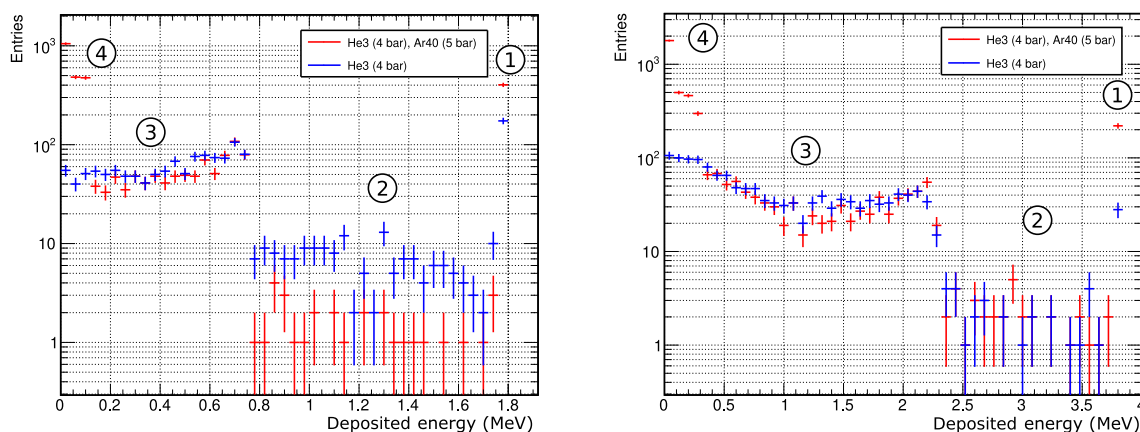 Entries
10³
10²
10
1
He3 (4 bar), Ar40 (5 bar)
He3 (4 bar)
4
1
3
2
0 0.2 0.4 0.6 0.8 1 1.2 1.4 1.6 1.8
Deposited energy (MeV)
Entries
10³
10²
10
1
He3 (4 bar), Ar40 (5 bar)
He3 (4 bar)
4
1
3
2
0 0.5 1 1.5 2 2.5 3 3.5 4
Deposited energy (MeV)